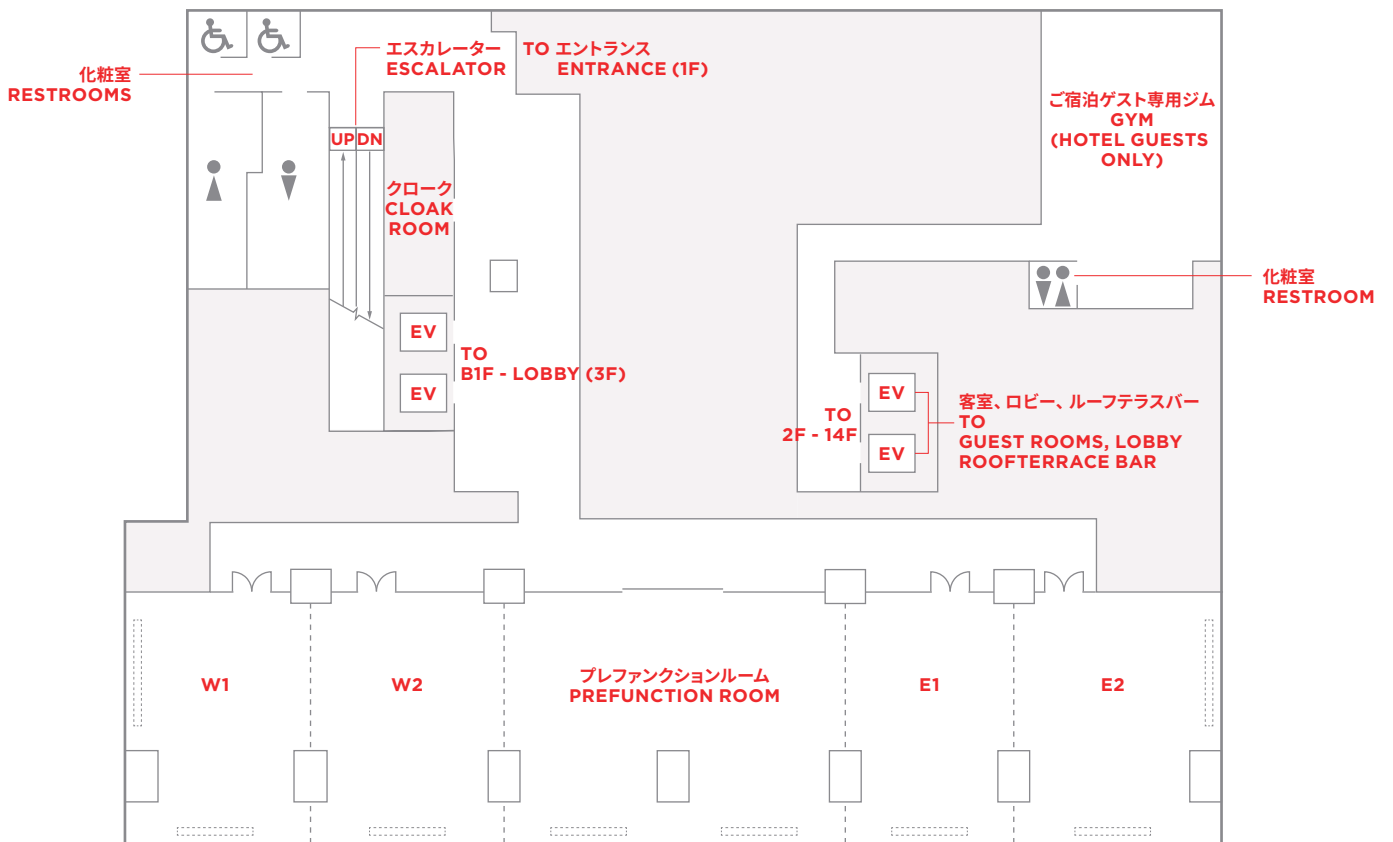 化粧室
RESTROOMS
エスカレーター
ESCALATOR
TO エントランス
ENTRANCE (1F)
UP
DN
クローク
CLOAK
ROOM
ご宿泊ゲスト専用ジム
GYM
(HOTEL GUESTS
ONLY)
化粧室
RESTROOM
EV
EV
TO
B1F - LOBBY (3F)
TO
2F - 14F
EV
EV
客室、ロビー、ルーフテラスバー
TO
GUEST ROOMS, LOBBY
ROOFTERRACE BAR
W1
W2
プレファンクションルーム
PREFUNCTION ROOM
E1
E2